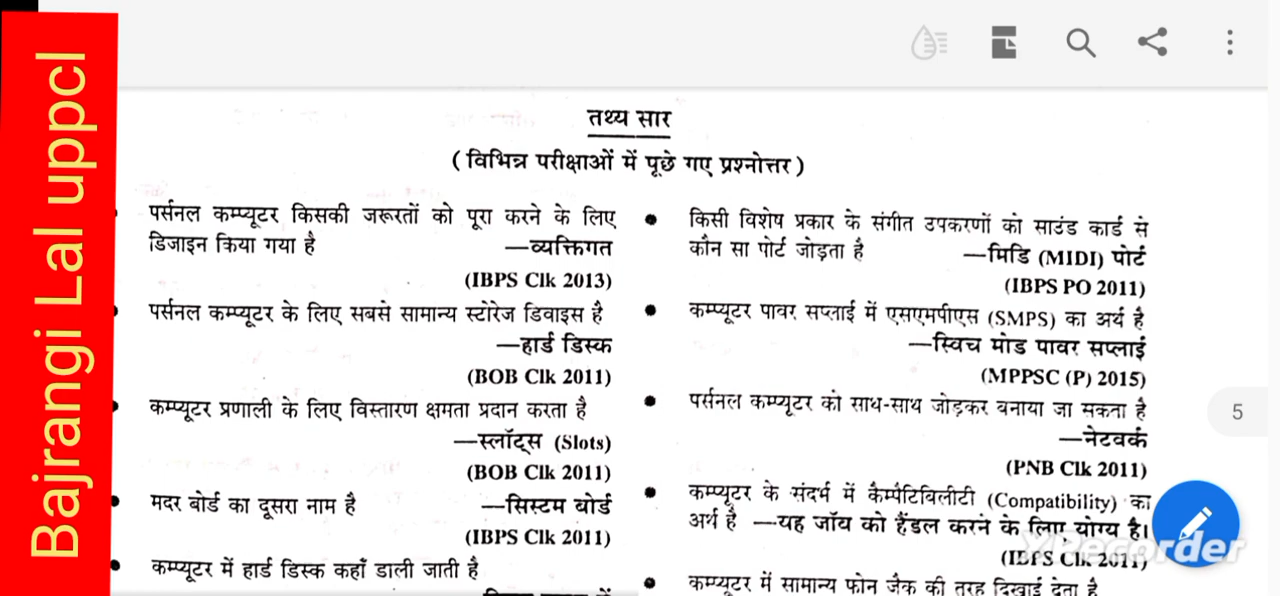 Bajrangi Lal uppcl
तथ्य सार
(विभिन्न परीक्षाओं में पूछे गए प्रश्नोत्तर)
पर्सनल कम्प्यूटर किसकी जरूरतों को पूरा करने के लिए
डिजाइन किया गया है —व्यक्तिगत
(IBPS Clk 2013)
पर्सनल कम्प्यूटर के लिए सबसे सामान्य स्टोरेज डिवाइस है
—हार्ड डिस्क
(BOB Clk 2011)
कम्प्यूटर प्रणाली के लिए विस्तारण क्षमता प्रदान करता है
—स्लॉट्स (Slots)
(BOB Clk 2011)
● मदर बोर्ड का दूसरा नाम है —सिस्टम बोर्ड
(IBPS Clk 2011)
● कम्प्यूटर में हार्ड डिस्क कहाँ डाली जाती है
● किसी विशेष प्रकार के संगीत उपकरणों को साउंड कार्ड से
कौन सा पोर्ट जोड़ता है —मिडि (MIDI) पोर्ट
(IBPS PO 2011)
● कम्प्यूटर पावर सप्लाई में एसएमपीएस (SMPS) का अर्थ है
—स्विच मोड पावर सप्लाई
(MPPSC (P) 2015)
● पर्सनल कम्प्यूटर को साथ-साथ जोड़कर बनाया जा सकता है
—नेटवर्क
(PNB Clk 2011)
● कम्प्यूटर के संदर्भ में कैम्पैटिविलीटी (Compatibility) का
अर्थ है —यह जॉय को हैंडल करने के लिए योग्य है।
(IBPS Clk 2011)
● कम्प्यूटर में सामान्य फोन जैक की तरह दिखाई देता है
5
XRecorder